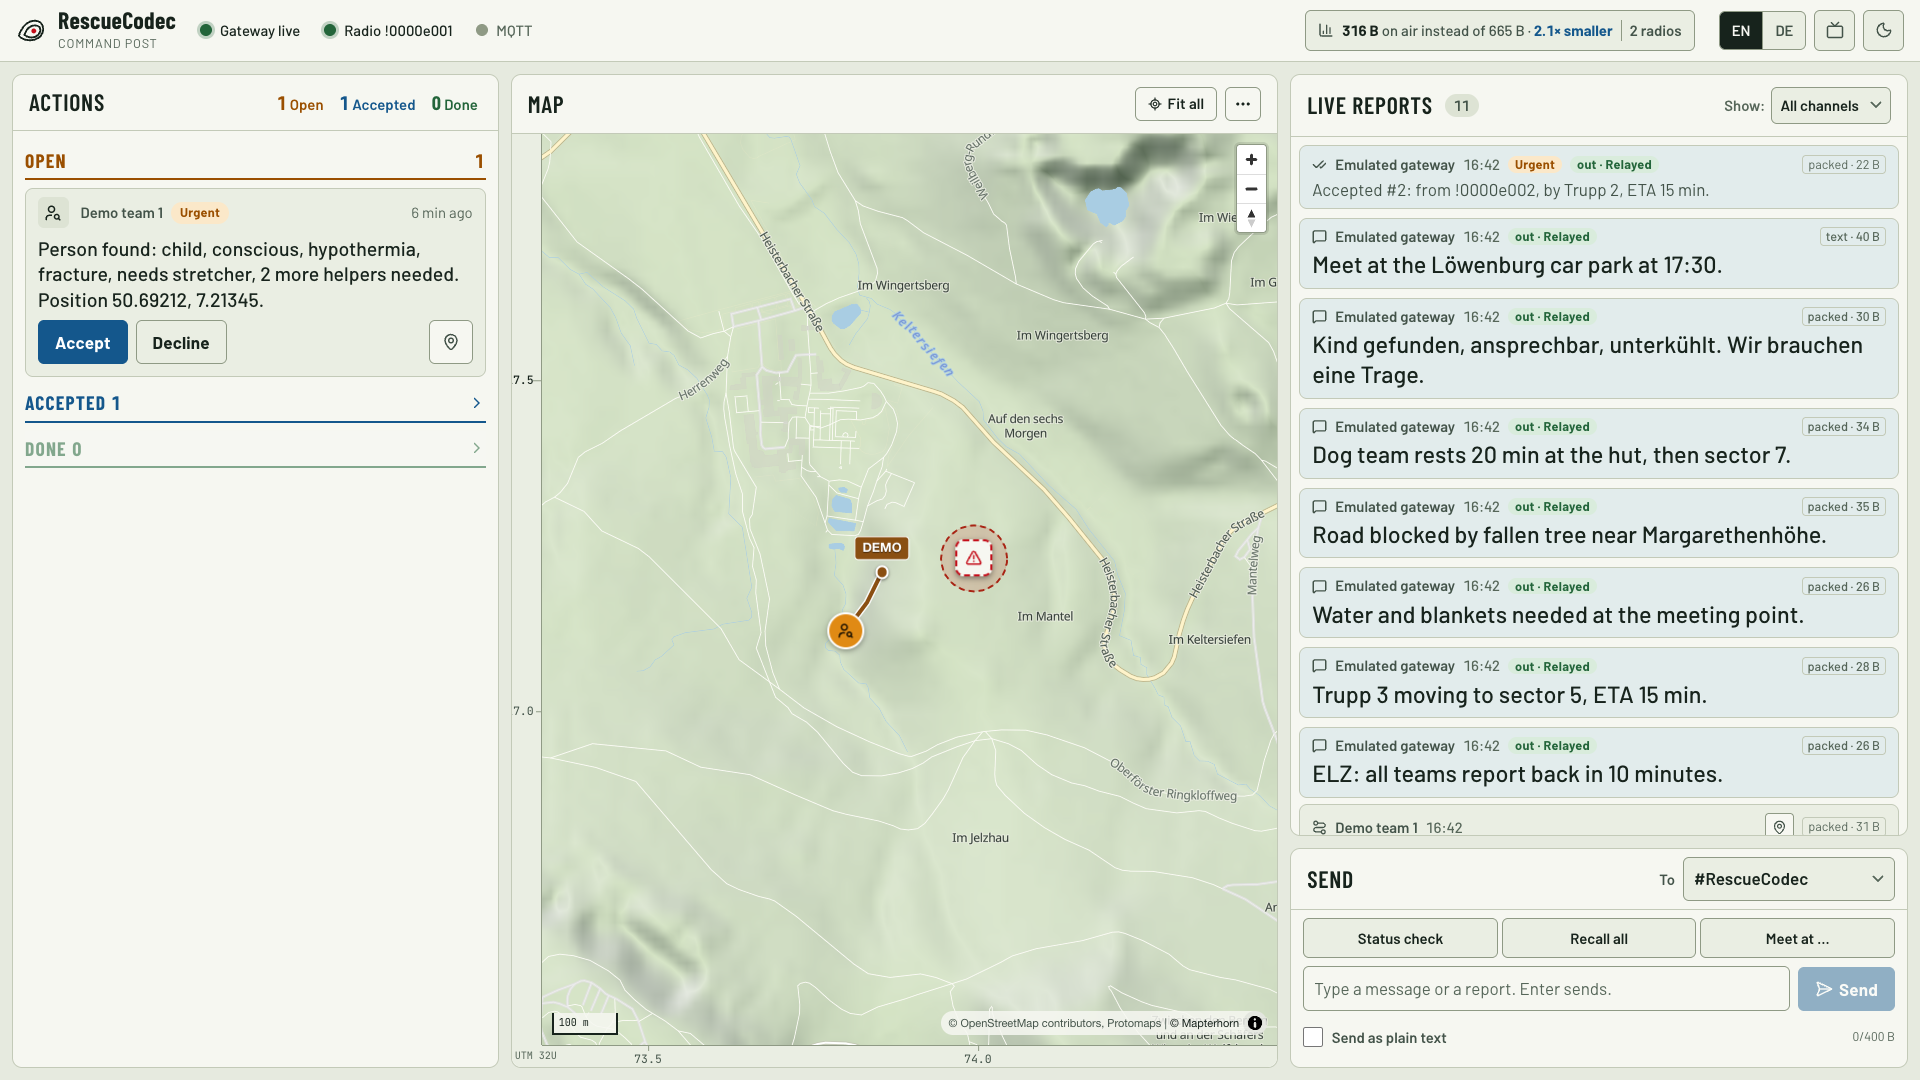 RescueCodec
COMMAND POST
Gateway live
Radio !0000e001
MQTT
316 B on air instead of 665 B · 2.1× smaller
2 radios
EN
DE
ACTIONS
1 Open
1 Accepted
0 Done
OPEN
1
Demo team 1
Urgent
6 min ago
Person found: child, conscious, hypothermia,
fracture, needs stretcher, 2 more helpers needed.
Position 50.69212, 7.21345.
Accept
Decline
ACCEPTED 1
DONE 0
MAP
Fit all
Weilberg-Rund
Im Wie
Heisterbacher Straße
Im Wingertsberg
Im G
Keltersiefen
Im Wingertsberg
7.5
Herrenweg
Auf den sechs
Morgen
Heisterbacher Straße
Mantelweg
DEMO
Heisterbacher Straße
Im Mantel
Im Keltersiefen
7.0
Oberförster Ringkloffweg
Im Jelzhau
Ar
100 m
© OpenStreetMap contributors, Protomaps | © Mapterhorn
UTM 32U
73.5
74.0
LIVE REPORTS
11
Show:
All channels
Emulated gateway 16:42 Urgent out · Relayed packed · 22 B
Accepted #2: from !0000e002, by Trupp 2, ETA 15 min.
Emulated gateway 16:42 out · Relayed text · 40 B
Meet at the Löwenburg car park at 17:30.
Emulated gateway 16:42 out · Relayed packed · 30 B
Kind gefunden, ansprechbar, unterkühlt. Wir brauchen
eine Trage.
Emulated gateway 16:42 out · Relayed packed · 34 B
Dog team rests 20 min at the hut, then sector 7.
Emulated gateway 16:42 out · Relayed packed · 35 B
Road blocked by fallen tree near Margarethenhöhe.
Emulated gateway 16:42 out · Relayed packed · 26 B
Water and blankets needed at the meeting point.
Emulated gateway 16:42 out · Relayed packed · 28 B
Trupp 3 moving to sector 5, ETA 15 min.
Emulated gateway 16:42 out · Relayed packed · 26 B
ELZ: all teams report back in 10 minutes.
Demo team 1 16:42 packed · 31 B
SEND
To
#RescueCodec
Status check
Recall all
Meet at ...
Type a message or a report. Enter sends.
Send
Send as plain text
0/400 B